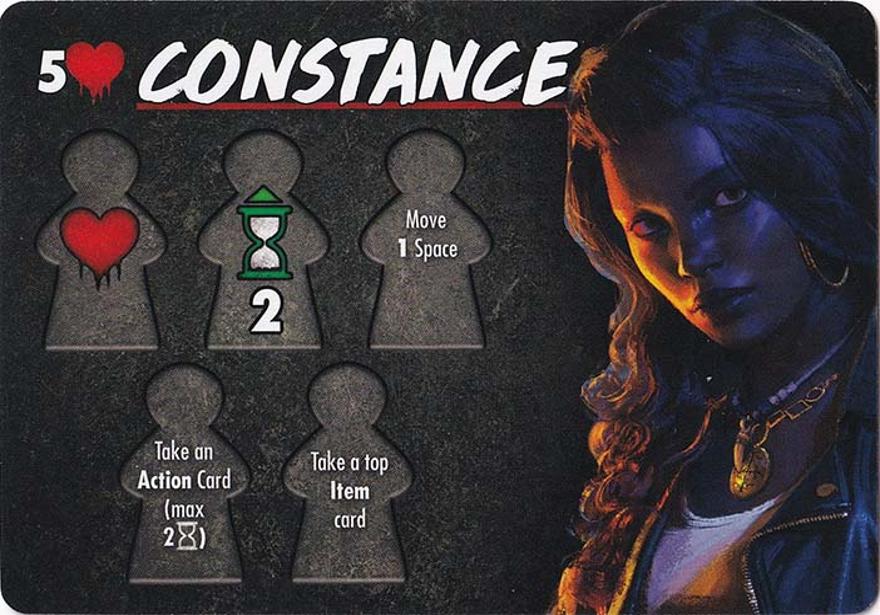 5 CONSTANCE
2
Move
1 Space
Take an
Action Card
(max
2)
Take a top
Item
card